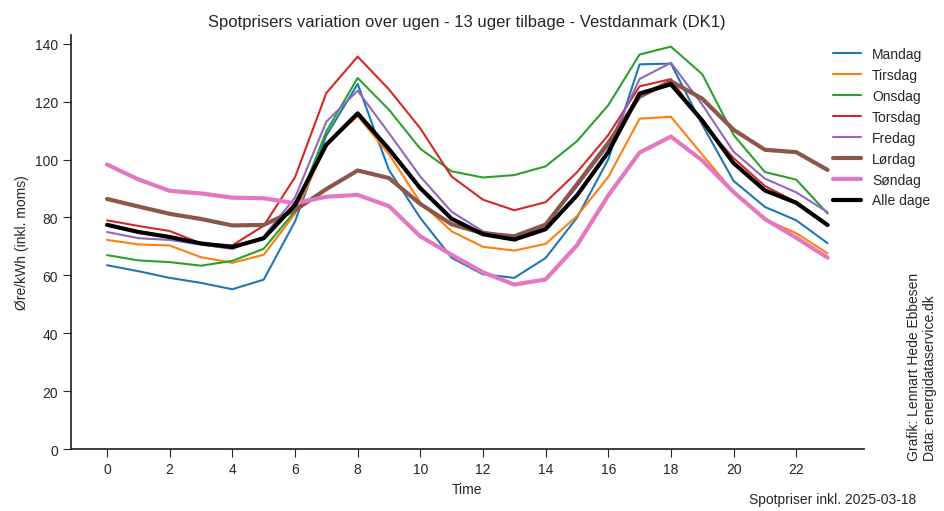 Spotprisers variation over ugen - 13 uger tilbage - Vestdanmark (DK1)
Øre/kWh (inkl. moms)
140
120
100
80
60
40
20
0
0 2 4 6 8 10 12 14 16 18 20 22
Time
Mandag
Tirsdag
Onsdag
Torsdag
Fredag
Lørdag
Søndag
Alle dage
Grafik: Lennart Hede Ebbesen
Data: energidataservice.dk
Spotpriser inkl. 2025-03-18